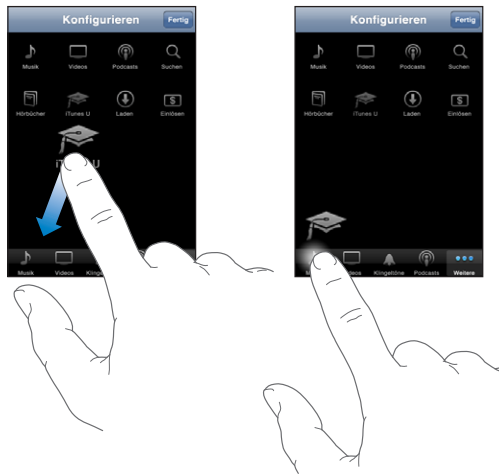 Konfigurieren Fertig
Musik Videos Podcasts Suchen
Hörbücher iTunes U Laden Einlösen
iTunes U
Musik Videos
Konfigurieren Fertig
Musik Videos Podcasts Suchen
Hörbücher iTunes U Laden Einlösen
Klingeltöne Podcasts Weitere